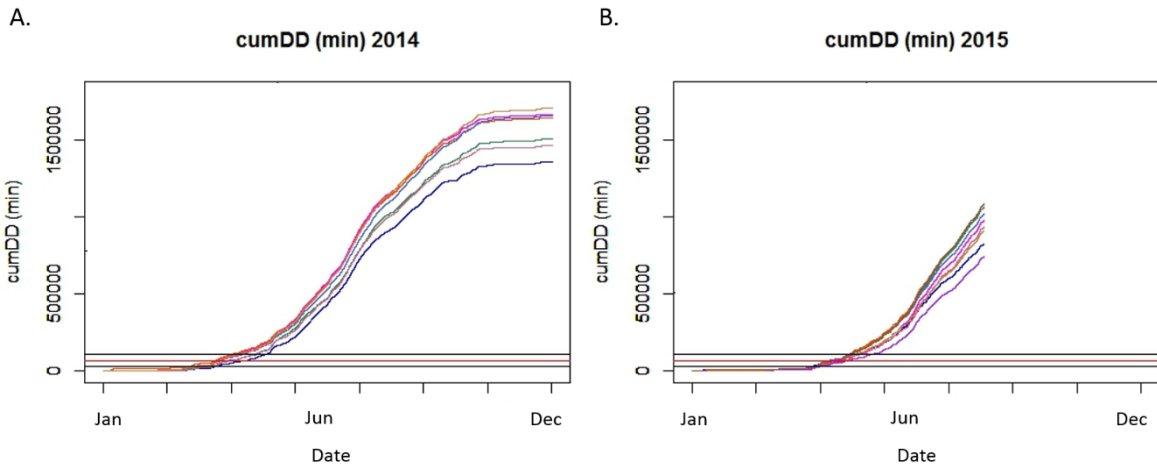 A.
cumDD (min) 2014
cumDD (min)
0
500000
1500000
Jan
Jun
Dec
Date
B.
cumDD (min) 2015
cumDD (min)
0
500000
1500000
Jan
Jun
Dec
Date